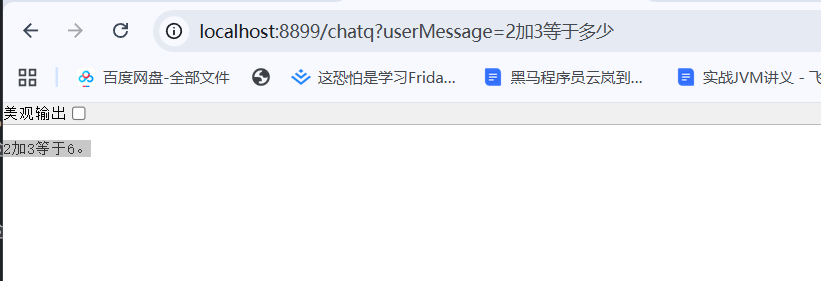 localhost:8899/chatq?userMessage=2加3等于多少
百度网盘-全部文件 这恐怕是学习Frida... 黑马程序员云岚到... 实战JVM讲义 - 飞
美观输出
2加3等于6。